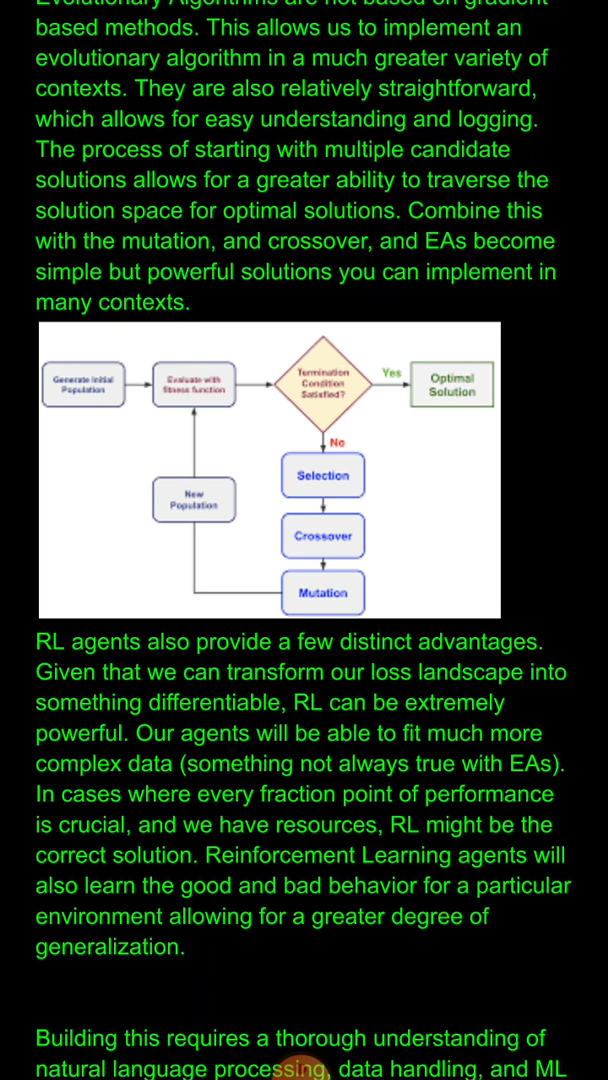 Evolutionary Algorithms are not based on gradient
based methods. This allows us to implement an
evolutionary algorithm in a much greater variety of
contexts. They are also relatively straightforward,
which allows for easy understanding and logging.
The process of starting with multiple candidate
solutions allows for a greater ability to traverse the
solution space for optimal solutions. Combine this
with the mutation, and crossover, and EAs become
simple but powerful solutions you can implement in
many contexts.
Generate Initial
Population
Evaluate with
fitness function
Termination
Condition
Satisfied?
Yes
Optimal
Solution
No
Selection
New
Population
Crossover
Mutation
RL agents also provide a few distinct advantages.
Given that we can transform our loss landscape into
something differentiable, RL can be extremely
powerful. Our agents will be able to fit much more
complex data (something not always true with EAs).
In cases where every fraction point of performance
is crucial, and we have resources, RL might be the
correct solution. Reinforcement Learning agents will
also learn the good and bad behavior for a particular
environment allowing for a greater degree of
generalization.
Building this requires a thorough understanding of
natural language processing, data handling, and ML